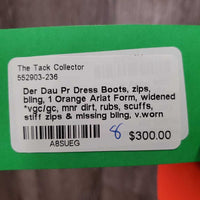 The Tack Collector
552903-236
Der Dau Pr Dress Boots, zips,
bling, 1 Orange Ariat Form, widened
*vgc/gc, mnr dirt, rubs, scuffs,
stiff zips & missing bling, v.worn
8 $300.00
A8SUEG